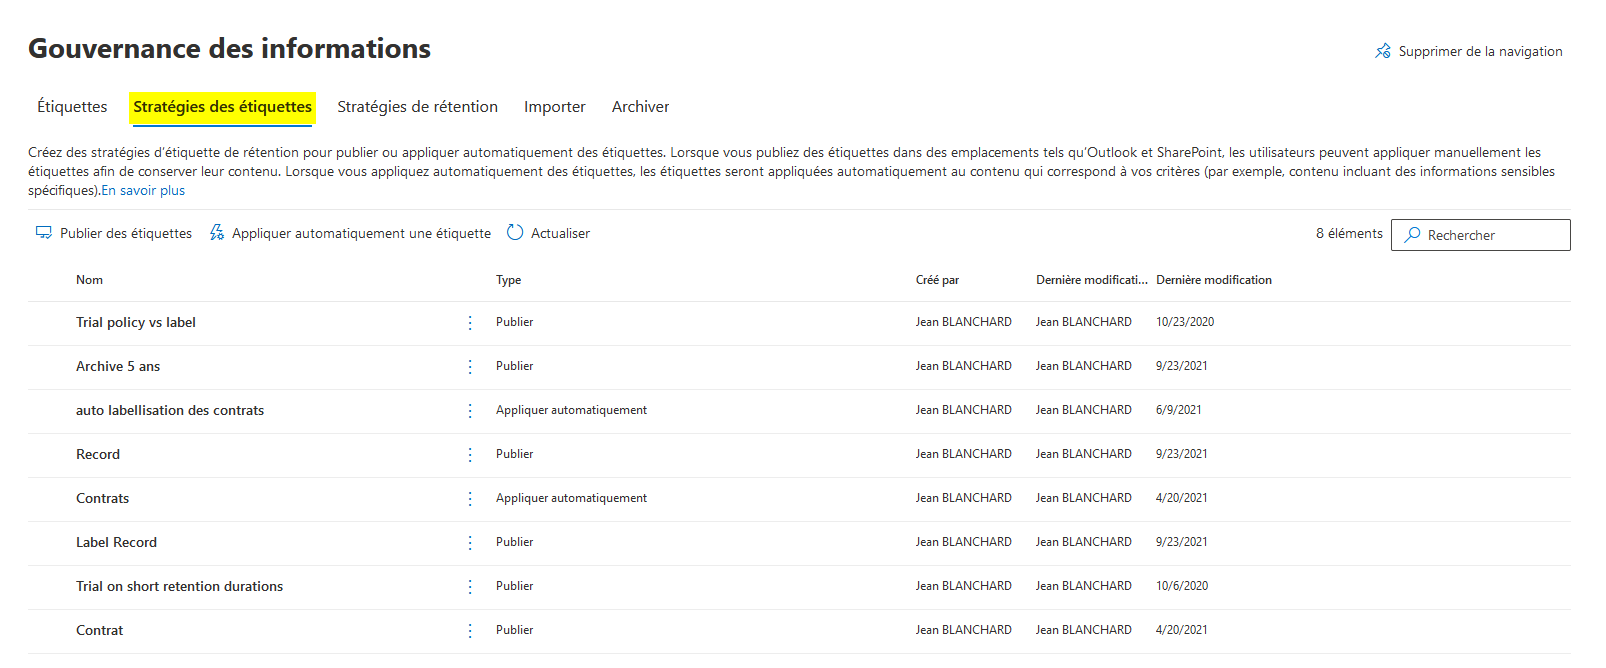 Gouvernance des informations
Supprimer de la navigation
Étiquettes Stratégies des étiquettes Stratégies de rétention Importer Archiver
Créez des stratégies d'étiquette de rétention pour publier ou appliquer automatiquement des étiquettes. Lorsque vous publiez des étiquettes dans des emplacements tels qu'Outlook et SharePoint, les utilisateurs peuvent appliquer manuellement les
étiquettes afin de conserver leur contenu. Lorsque vous appliquez automatiquement des étiquettes, les étiquettes seront appliquées automatiquement au contenu qui correspond à vos critères (par exemple, contenu incluant des informations sensibles
spécifiques).En savoir plus
Publier des étiquettes Appliquer automatiquement une étiquette Actualiser 8 éléments Rechercher
Nom Type Créé par Dernière modificati... Dernière modification
Trial policy vs label Publier Jean BLANCHARD Jean BLANCHARD 10/23/2020
Archive 5 ans Publier Jean BLANCHARD Jean BLANCHARD 9/23/2021
auto labellisation des contrats Appliquer automatiquement Jean BLANCHARD Jean BLANCHARD 6/9/2021
Record Publier Jean BLANCHARD Jean BLANCHARD 9/23/2021
Contrats Appliquer automatiquement Jean BLANCHARD Jean BLANCHARD 4/20/2021
Label Record Publier Jean BLANCHARD Jean BLANCHARD 9/23/2021
Trial on short retention durations Publier Jean BLANCHARD Jean BLANCHARD 10/6/2020
Contrat Publier Jean BLANCHARD Jean BLANCHARD 4/20/2021